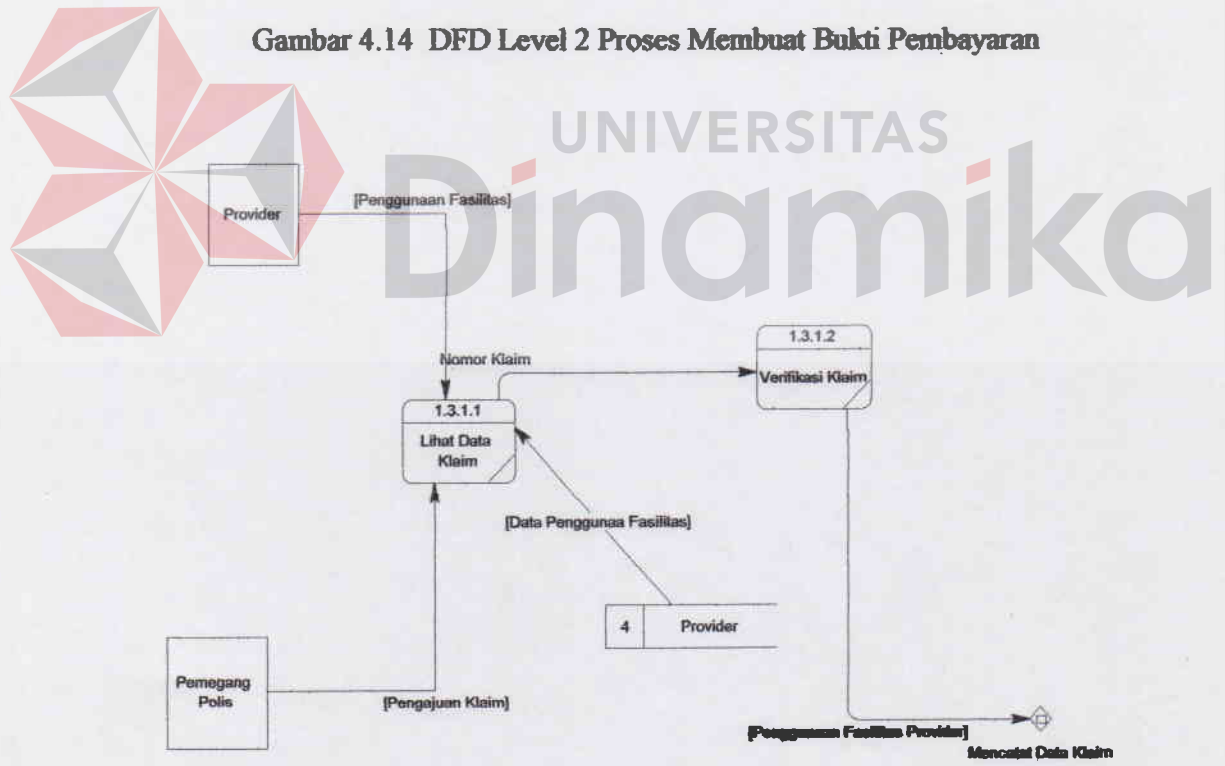 Gambar 4.14 DFD Level 2 Proses Membuat Bukti Pembayaran
UNIVERSITAS
Dinamika
Provider
[Penggunaan Fasilitas]
1.3.1.2
Verifikasi Klaim
Nomor Klaim
1.3.1.1
Lihat Data
Klaim
[Data Penggunaa Fasilitas]
4
Provider
Pemegang
Polis
[Pengajuan Klaim]
[Penggunaan Fasilitas Provider]
Mencatat Data Klaim